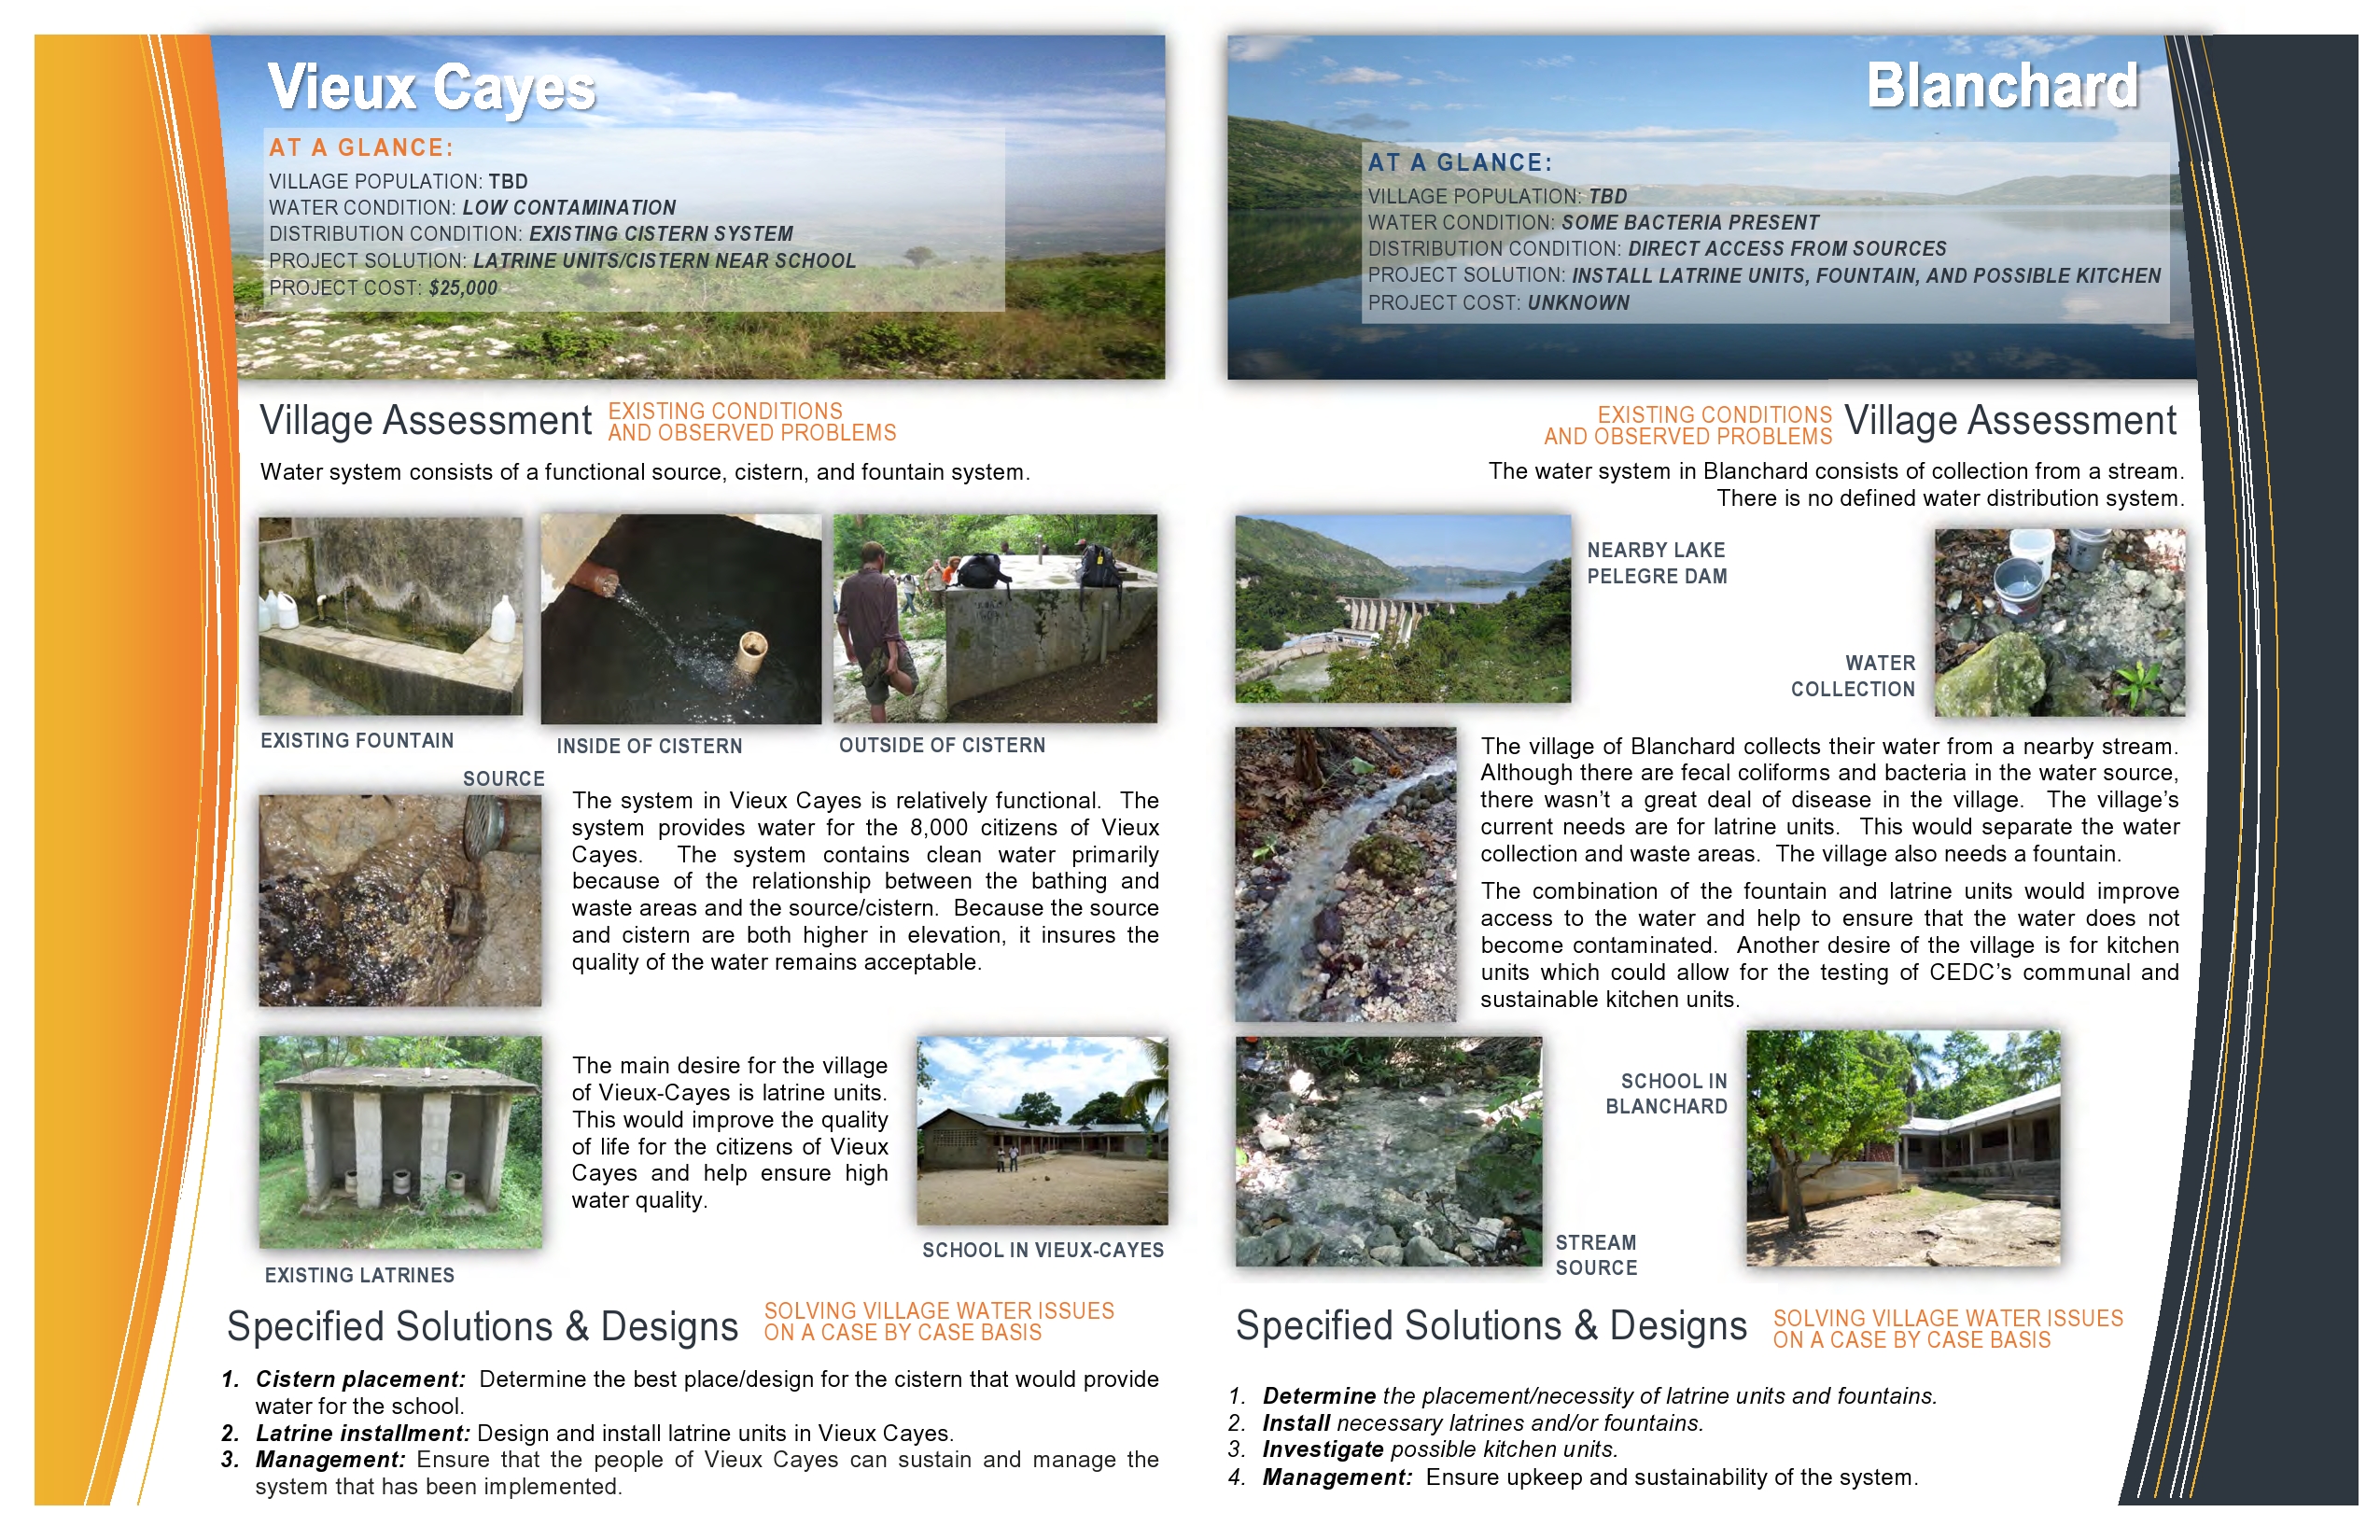 Vieux Cayes
AT A GLANCE:
VILLAGE POPULATION: TBD
WATER CONDITION: LOW CONTAMINATION
DISTRIBUTION CONDITION: EXISTING CISTERN SYSTEM
PROJECT SOLUTION: LATRINE UNITS/CISTERN NEAR SCHOOL
PROJECT COST: $25,000
Village Assessment
EXISTING CONDITIONS
AND OBSERVED PROBLEMS
Water system consists of a functional source, cistern, and fountain system.
EXISTING FOUNTAIN
INSIDE OF CISTERN
OUTSIDE OF CISTERN
SOURCE
The system in Vieux Cayes is relatively functional. The
system provides water for the 8,000 citizens of Vieux
Cayes. The system contains clean water primarily
because of the relationship between the bathing and
waste areas and the source/cistern. Because the source
and cistern are both higher in elevation, it insures the
quality of the water remains acceptable.
The main desire for the village
of Vieux-Cayes is latrine units.
This would improve the quality
of life for the citizens of Vieux
Cayes and help ensure high
water quality.
SCHOOL IN VIEUX-CAYES
EXISTING LATRINES
Specified Solutions & Designs
SOLVING VILLAGE WATER ISSUES
ON A CASE BY CASE BASIS
1. Cistern placement: Determine the best place/design for the cistern that would provide
water for the school.
2. Latrine installment: Design and install latrine units in Vieux Cayes.
3. Management: Ensure that the people of Vieux Cayes can sustain and manage the
system that has been implemented.
Blanchard
AT A GLANCE:
VILLAGE POPULATION: TBD
WATER CONDITION: SOME BACTERIA PRESENT
DISTRIBUTION CONDITION: DIRECT ACCESS FROM SOURCES
PROJECT SOLUTION: INSTALL LATRINE UNITS, FOUNTAIN, AND POSSIBLE KITCHEN
PROJECT COST: UNKNOWN
EXISTING CONDITIONS
AND OBSERVED PROBLEMS
Village Assessment
The water system in Blanchard consists of collection from a stream.
There is no defined water distribution system.
NEARBY LAKE
PELEGRE DAM
WATER
COLLECTION
The village of Blanchard collects their water from a nearby stream.
Although there are fecal coliforms and bacteria in the water source,
there wasn't a great deal of disease in the village. The village's
current needs are for latrine units. This would separate the water
collection and waste areas. The village also needs a fountain.
The combination of the fountain and latrine units would improve
access to the water and help to ensure that the water does not
become contaminated. Another desire of the village is for kitchen
units which could allow for the testing of CEDC's communal and
sustainable kitchen units.
SCHOOL IN
BLANCHARD
STREAM
SOURCE
Specified Solutions & Designs
SOLVING VILLAGE WATER ISSUES
ON A CASE BY CASE BASIS
1. Determine the placement/necessity of latrine units and fountains.
2. Install necessary latrines and/or fountains.
3. Investigate possible kitchen units.
4. Management: Ensure upkeep and sustainability of the system.